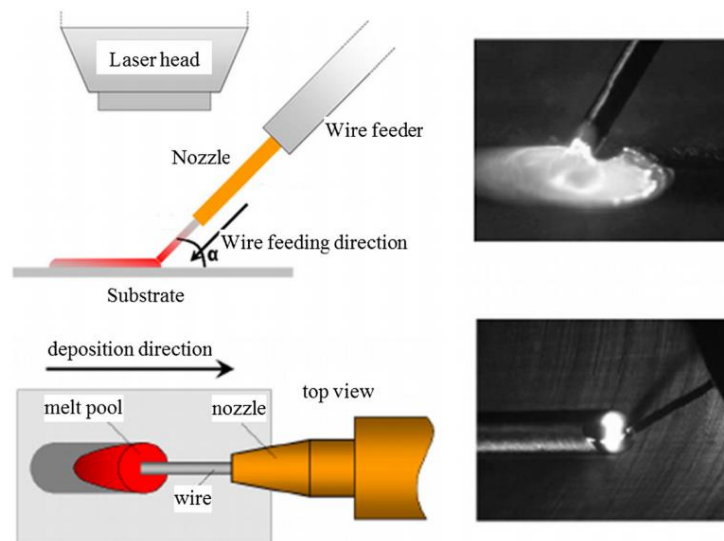 Laser head
Wire feeder
Nozzle
Wire feeding direction
α
Substrate
deposition direction
top view
melt pool
nozzle
wire